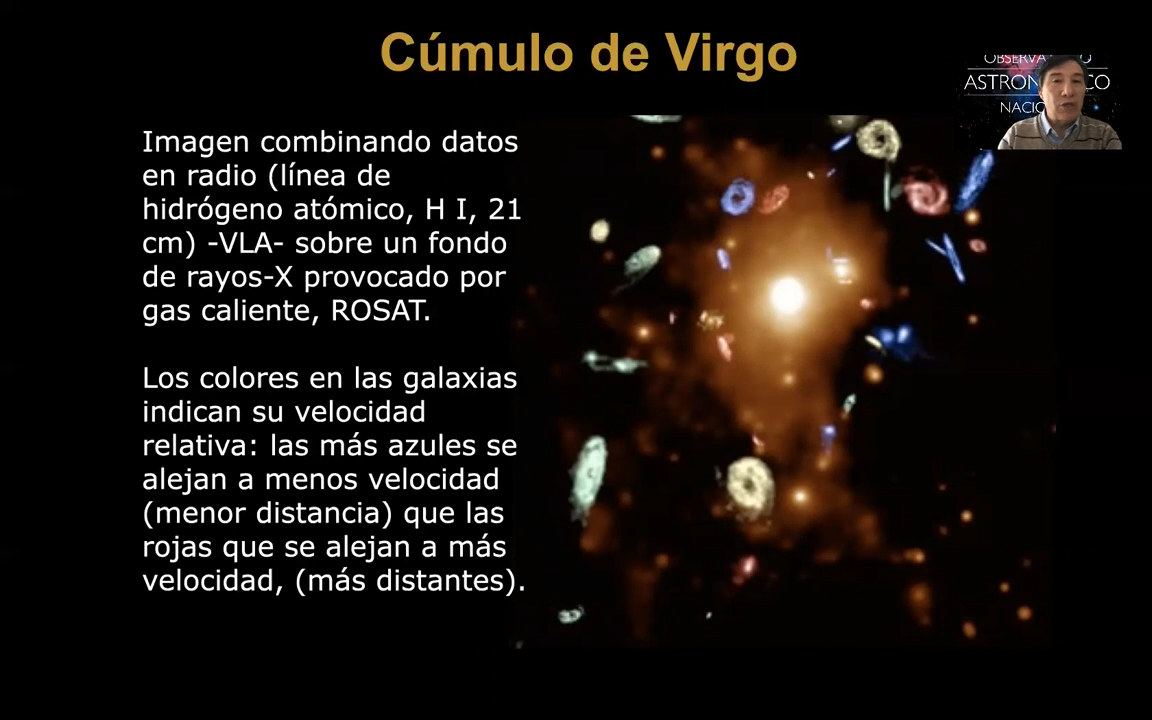 Cúmulo de Virgo
Imagen combinando datos
en radio (línea de
hidrógeno atómico, H I, 21
cm) -VLA- sobre un fondo
de rayos-X provocado por
gas caliente, ROSAT.
Los colores en las galaxias
indican su velocidad
relativa: las más azules se
alejan a menos velocidad
(menor distancia) que las
rojas que se alejan a más
velocidad, (más distantes).